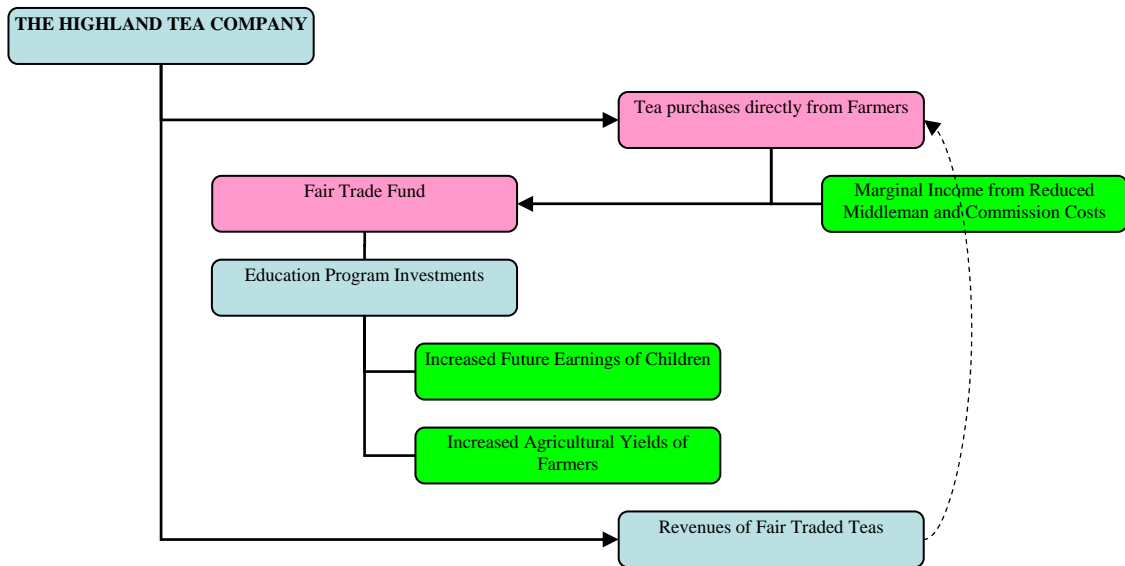 THE HIGHLAND TEA COMPANY
Tea purchases directly from Farmers
Fair Trade Fund
Marginal Income from Reduced
Middleman and Commission Costs
Education Program Investments
Increased Future Earnings of Children
Increased Agricultural Yields of
Farmers
Revenues of Fair Traded Teas